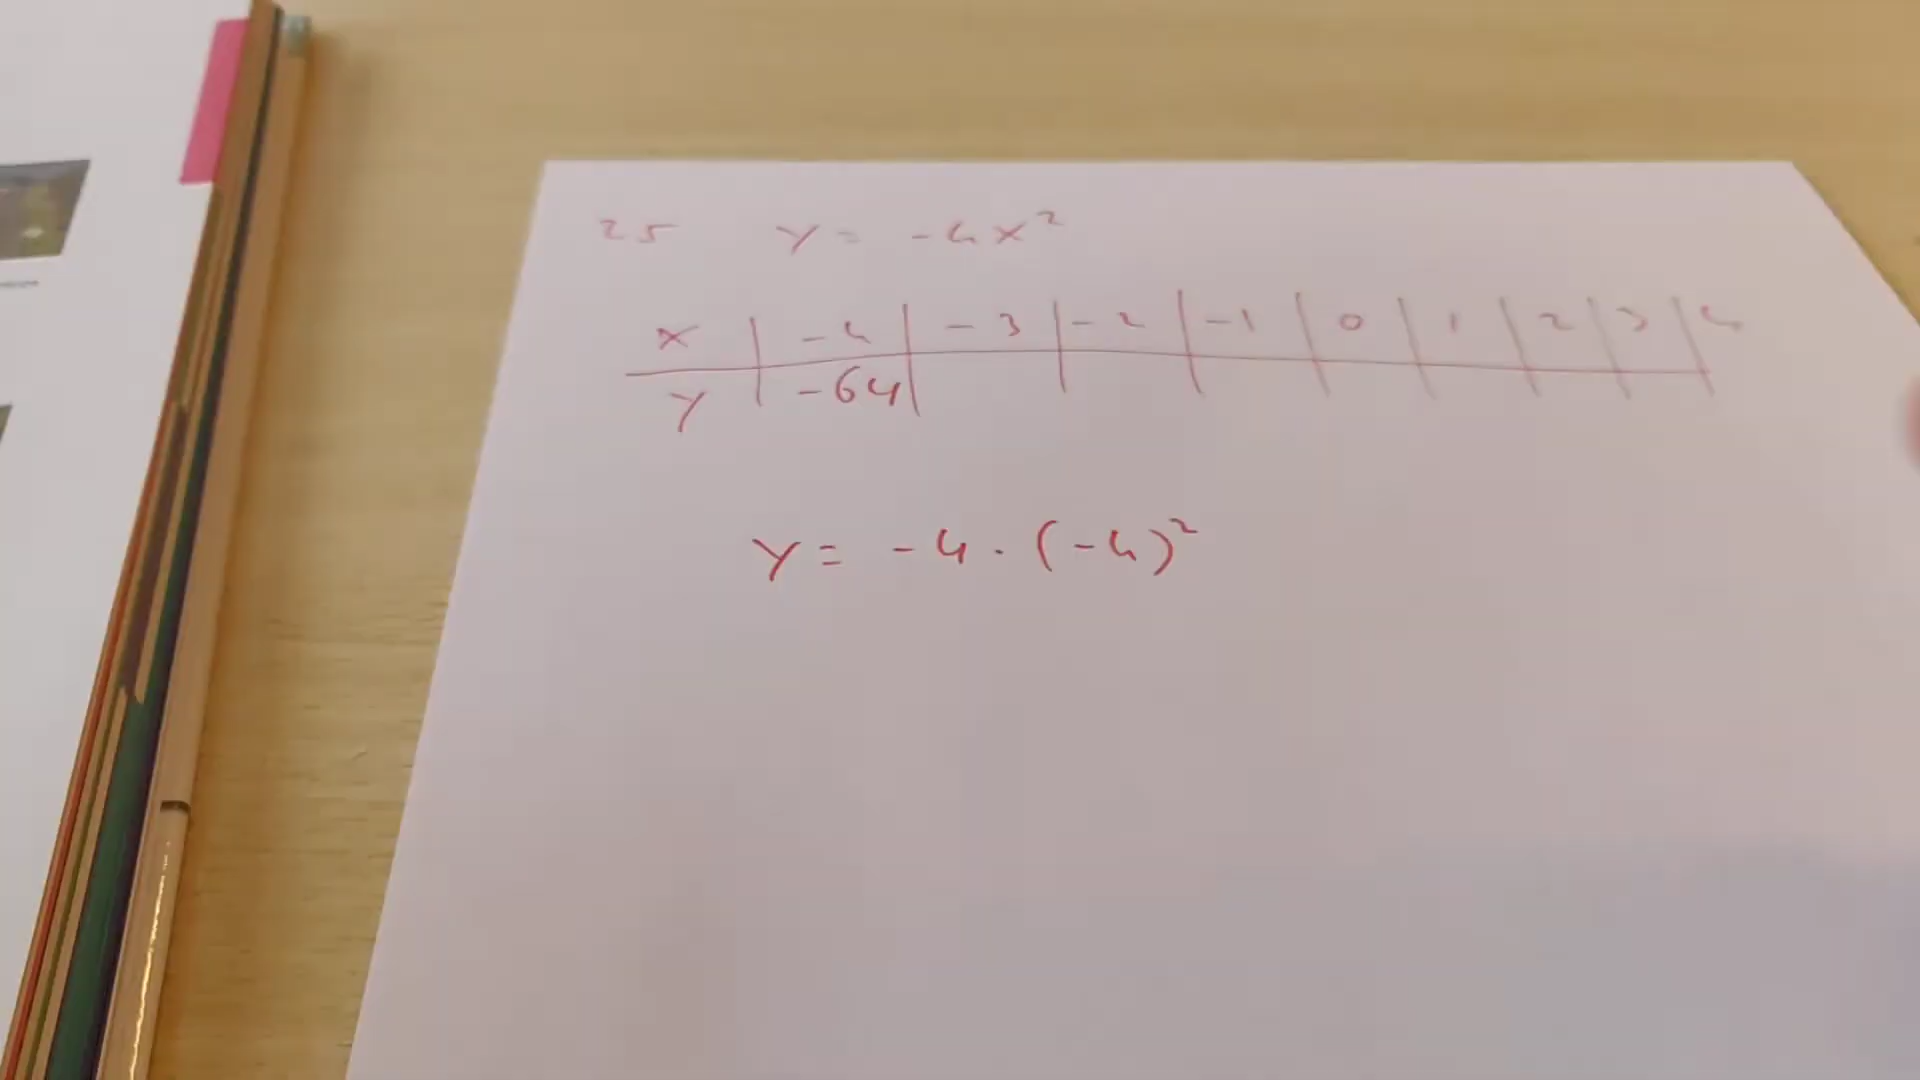 25 y = -4x²
x | -4 | -3 | -2 | -1 | 0 | 1 | 2 | 3 | 4
y | -64 |
y = -4 · (-4)²